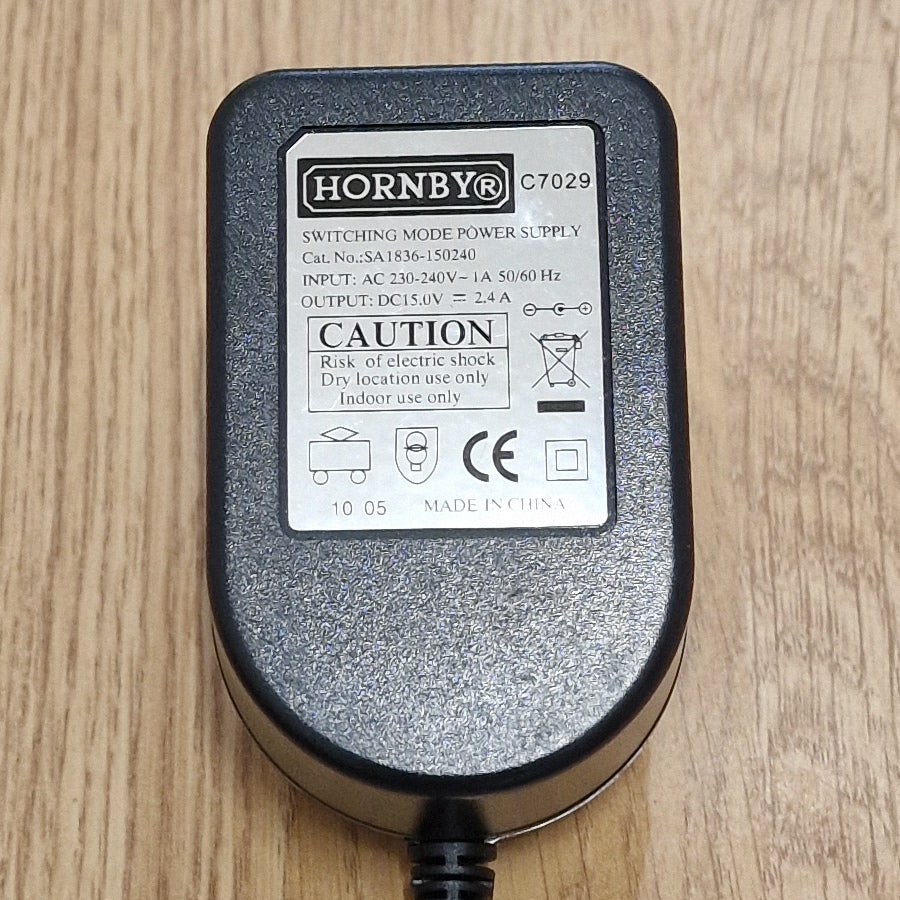 HORNBY® C7029
SWITCHING MODE POWER SUPPLY
Cat. No.:SA1836-150240
INPUT: AC 230-240V~ 1A 50/60 Hz
OUTPUT: DC15.0V ⎓ 2.4 A
CAUTION
Risk of electric shock
Dry location use only
Indoor use only
CE
10 05 MADE IN CHINA